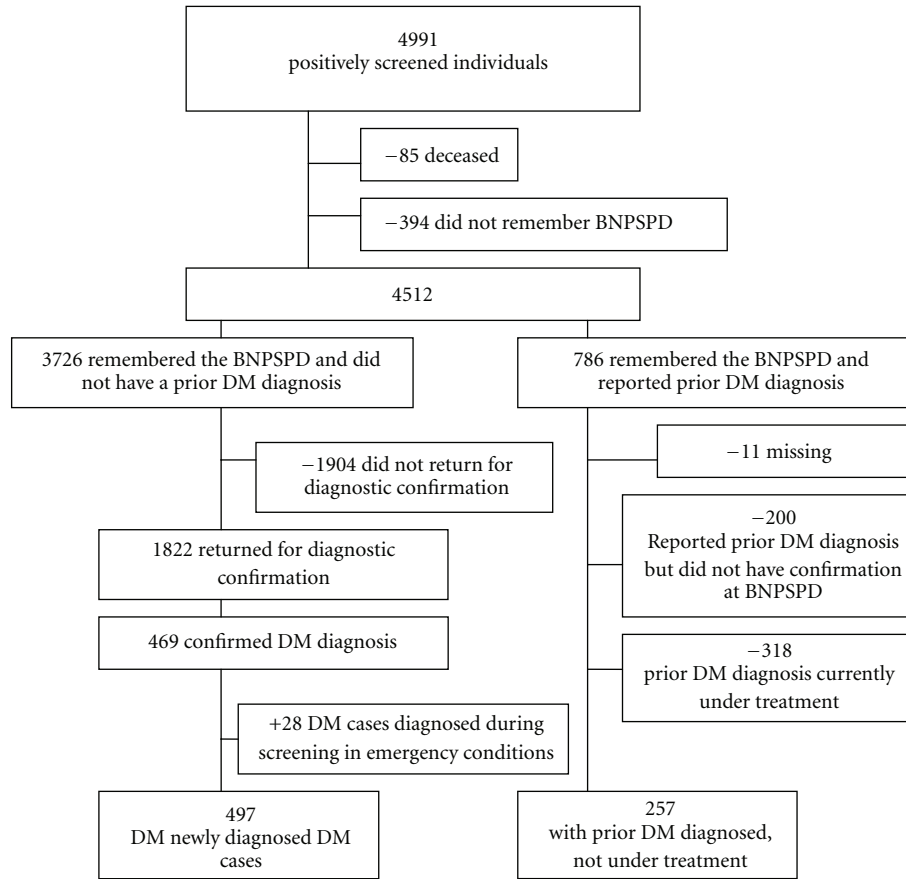 4991
positively screened individuals
−85 deceased
−394 did not remember BNPSPD
4512
3726 remembered the BNPSPD and did
not have a prior DM diagnosis
786 remembered the BNPSPD and
reported prior DM diagnosis
−11 missing
−1904 did not return for
diagnostic confirmation
−200
Reported prior DM diagnosis
but did not have confirmation
at BNPSPD
1822 returned for diagnostic
confirmation
469 confirmed DM diagnosis
−318
prior DM diagnosis currently
under treatment
+28 DM cases diagnosed during
screening in emergency conditions
497
DM newly diagnosed DM
cases
257
with prior DM diagnosed,
not under treatment